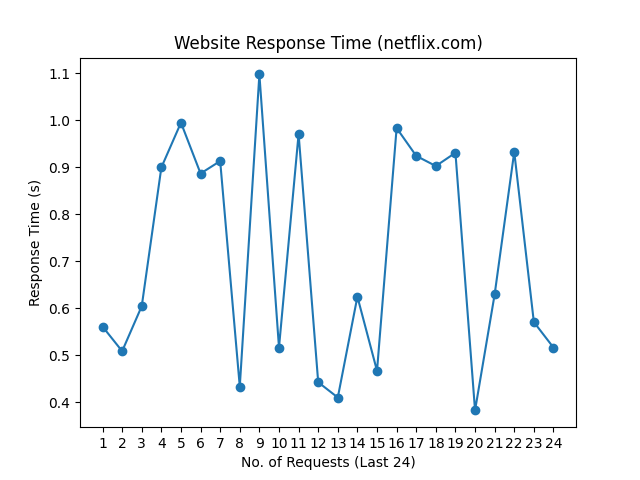 Website Response Time (netflix.com)
Response Time (s)
1.1
1.0
0.9
0.8
0.7
0.6
0.5
0.4
1 2 3 4 5 6 7 8 9 10 11 12 13 14 15 16 17 18 19 20 21 22 23 24
No. of Requests (Last 24)